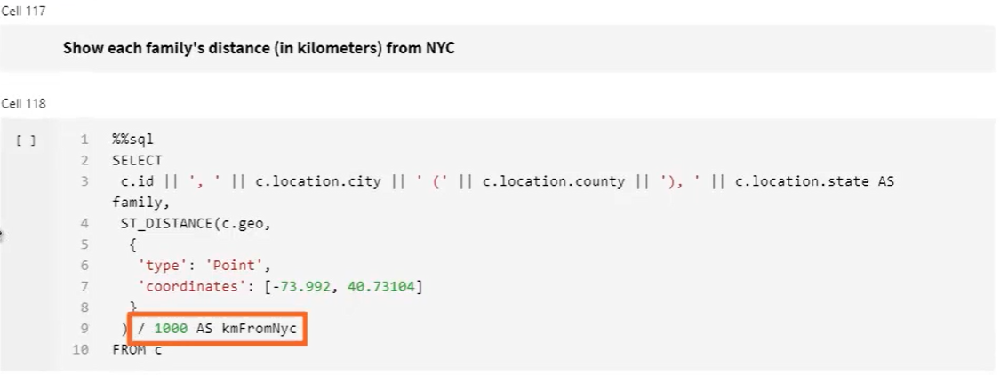 Cell 117
Show each family's distance (in kilometers) from NYC
Cell 118
[ ]
1 %%sql
2 SELECT
3 c.id || ', ' || c.location.city || ' (' || c.location.county || '), ' || c.location.state AS
family,
4 ST_DISTANCE(c.geo,
5 {
6 'type': 'Point',
7 'coordinates': [-73.992, 40.73104]
8 }
9 ) / 1000 AS kmFromNyc
10 FROM c